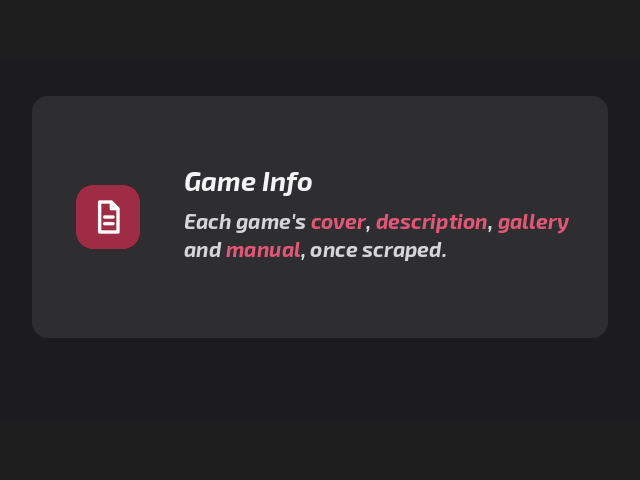 Game Info
Each game's cover, description, gallery
and manual, once scraped.